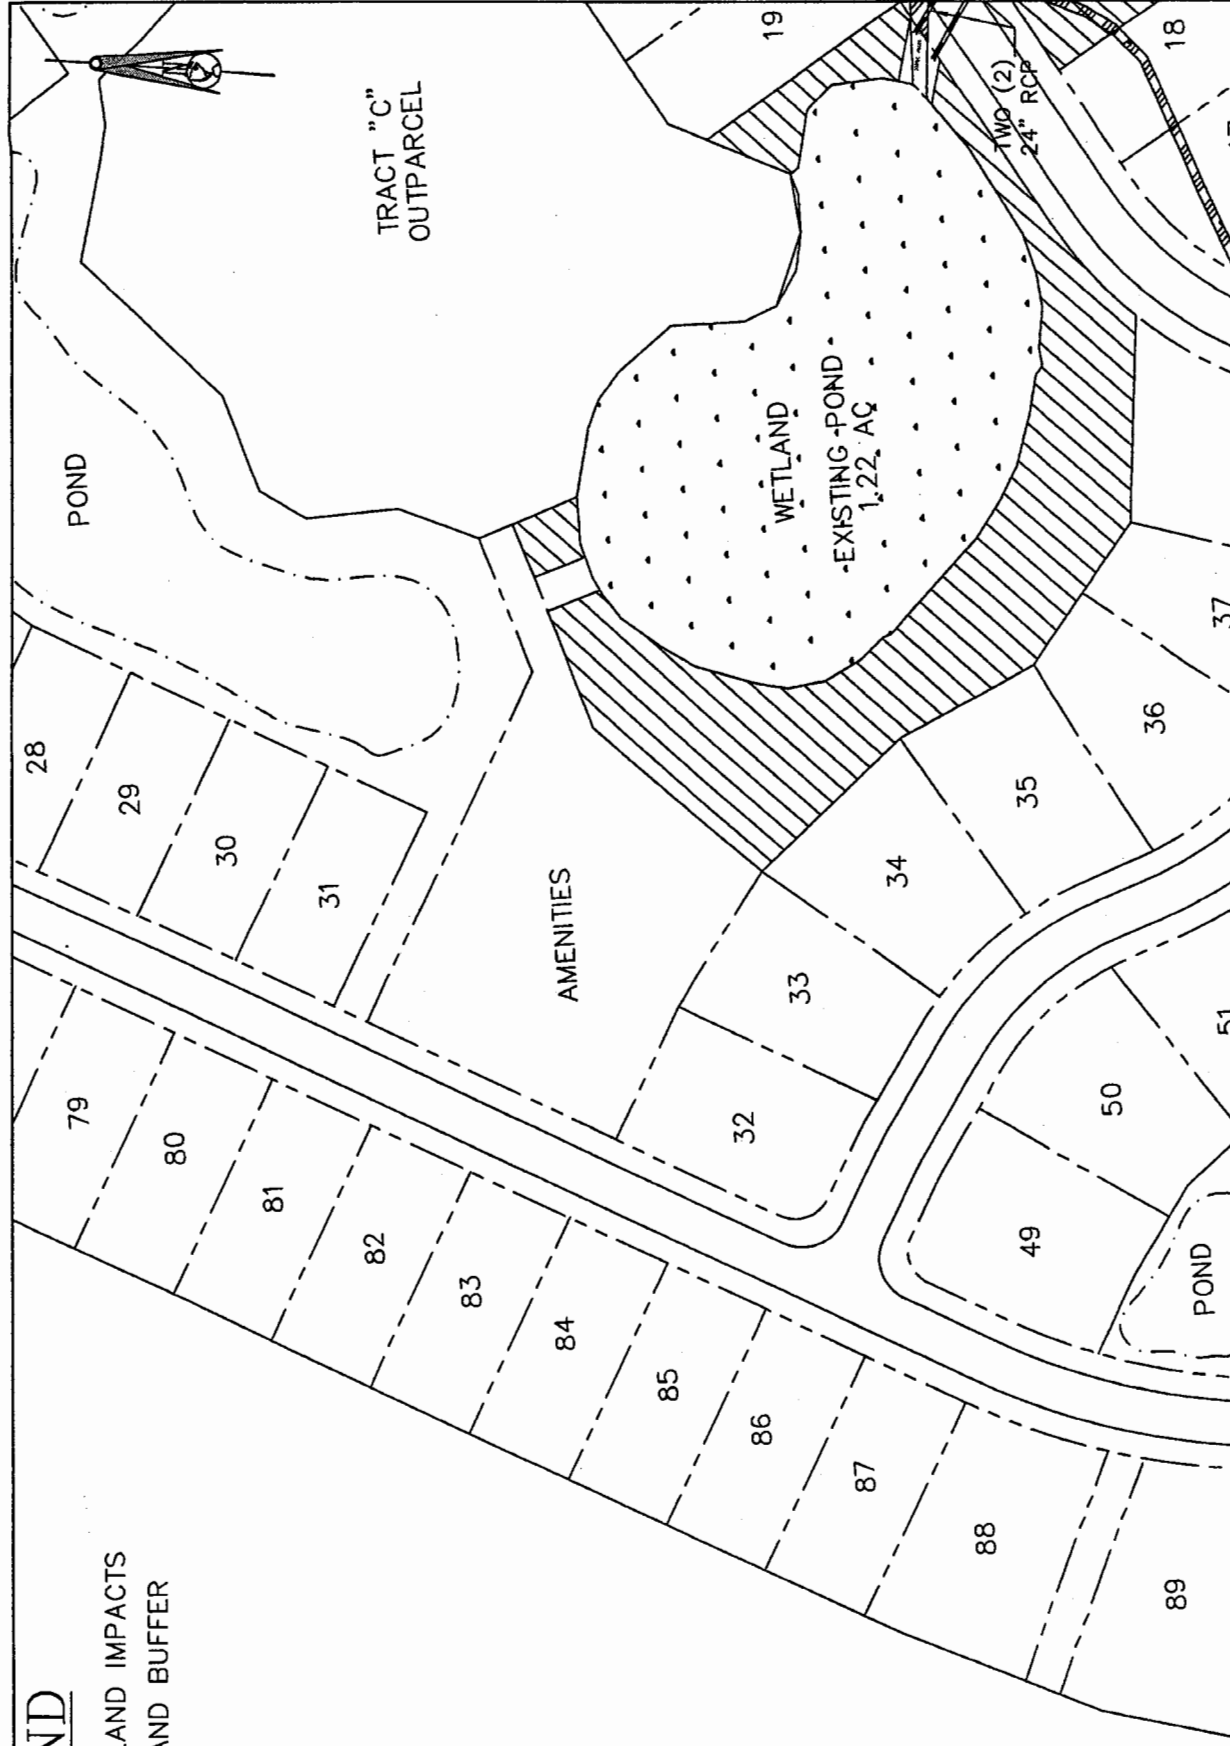 ND
AND IMPACTS
AND BUFFER
TRACT "C"
OUTPARCEL
POND
19
18
TWO (2)
24" RCP
WETLAND
EXISTING POND
1.22 AC
28
29
30
31
AMENITIES
32
33
34
35
36
37
79
80
81
82
83
84
85
86
87
88
89
49
50
51
POND